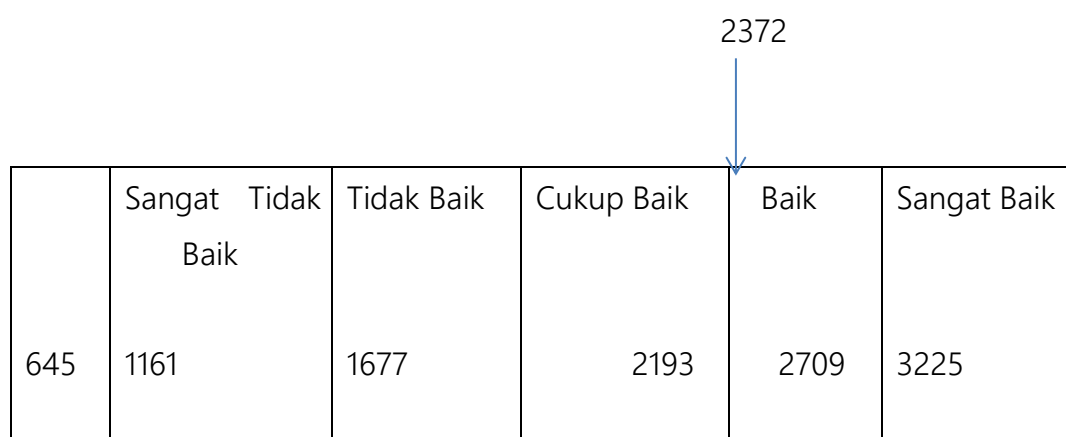 2372
Sangat Tidak Baik
Tidak Baik
Cukup Baik
Baik
Sangat Baik
645 1161 1677 2193 2709 3225